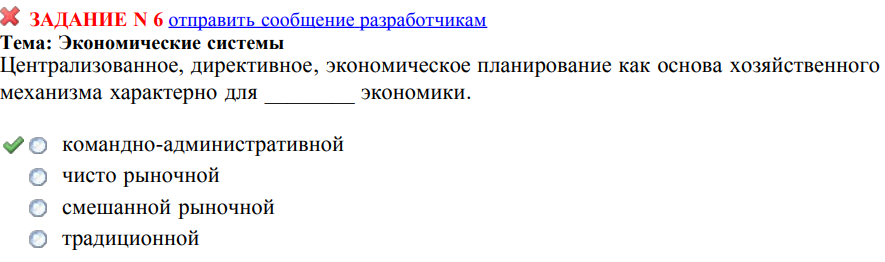 ЗАДАНИЕ N 6 отправить сообщение разработчикам
Тема: Экономические системы
Централизованное, директивное, экономическое планирование как основа хозяйственного
механизма характерно для ________ экономики.
командно-административной
чисто рыночной
смешанной рыночной
традиционной